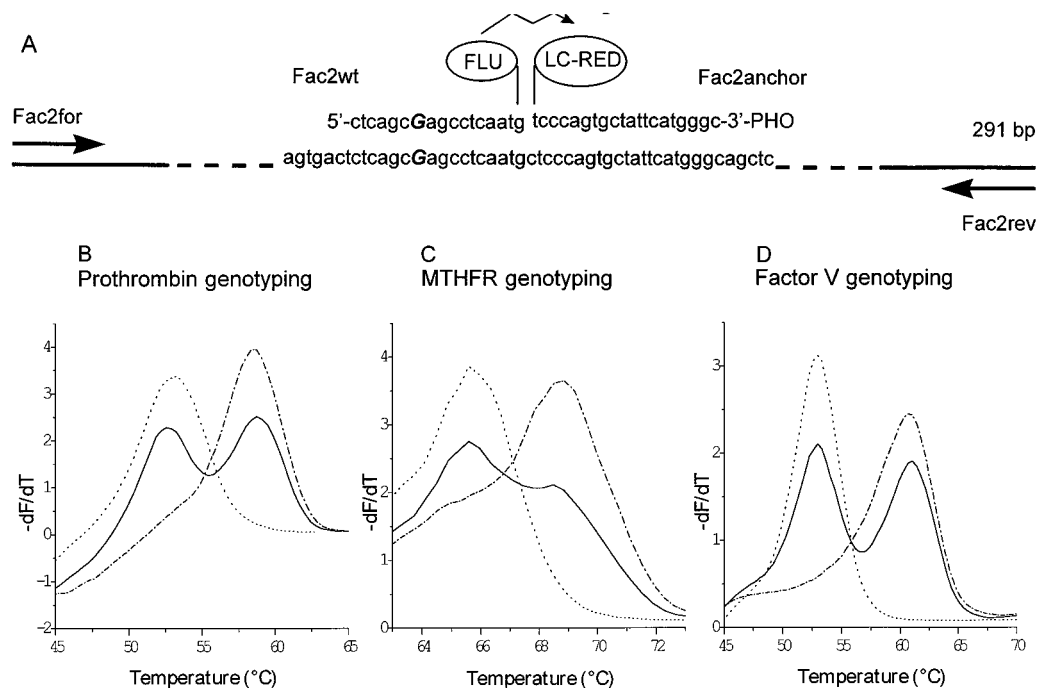 A
FLU LC-RED
Fac2wt Fac2anchor
Fac2for
5'-ctcagcGagcctcaatg tcccagtgctattcatgggc-3'-PHO
291 bp
agtgactctcagcGagcctcaatgctcccagtgctattcatgggcagctc
Fac2rev
B
Prothrombin genotyping
-dF/dT
4
3
2
1
0
-1
-2
45 50 55 60 65
Temperature (°C)
C
MTHFR genotyping
-dF/dT
4
3
2
1
0
64 66 68 70 72
Temperature (°C)
D
Factor V genotyping
-dF/dT
3
2
1
0
45 50 55 60 65 70
Temperature (°C)